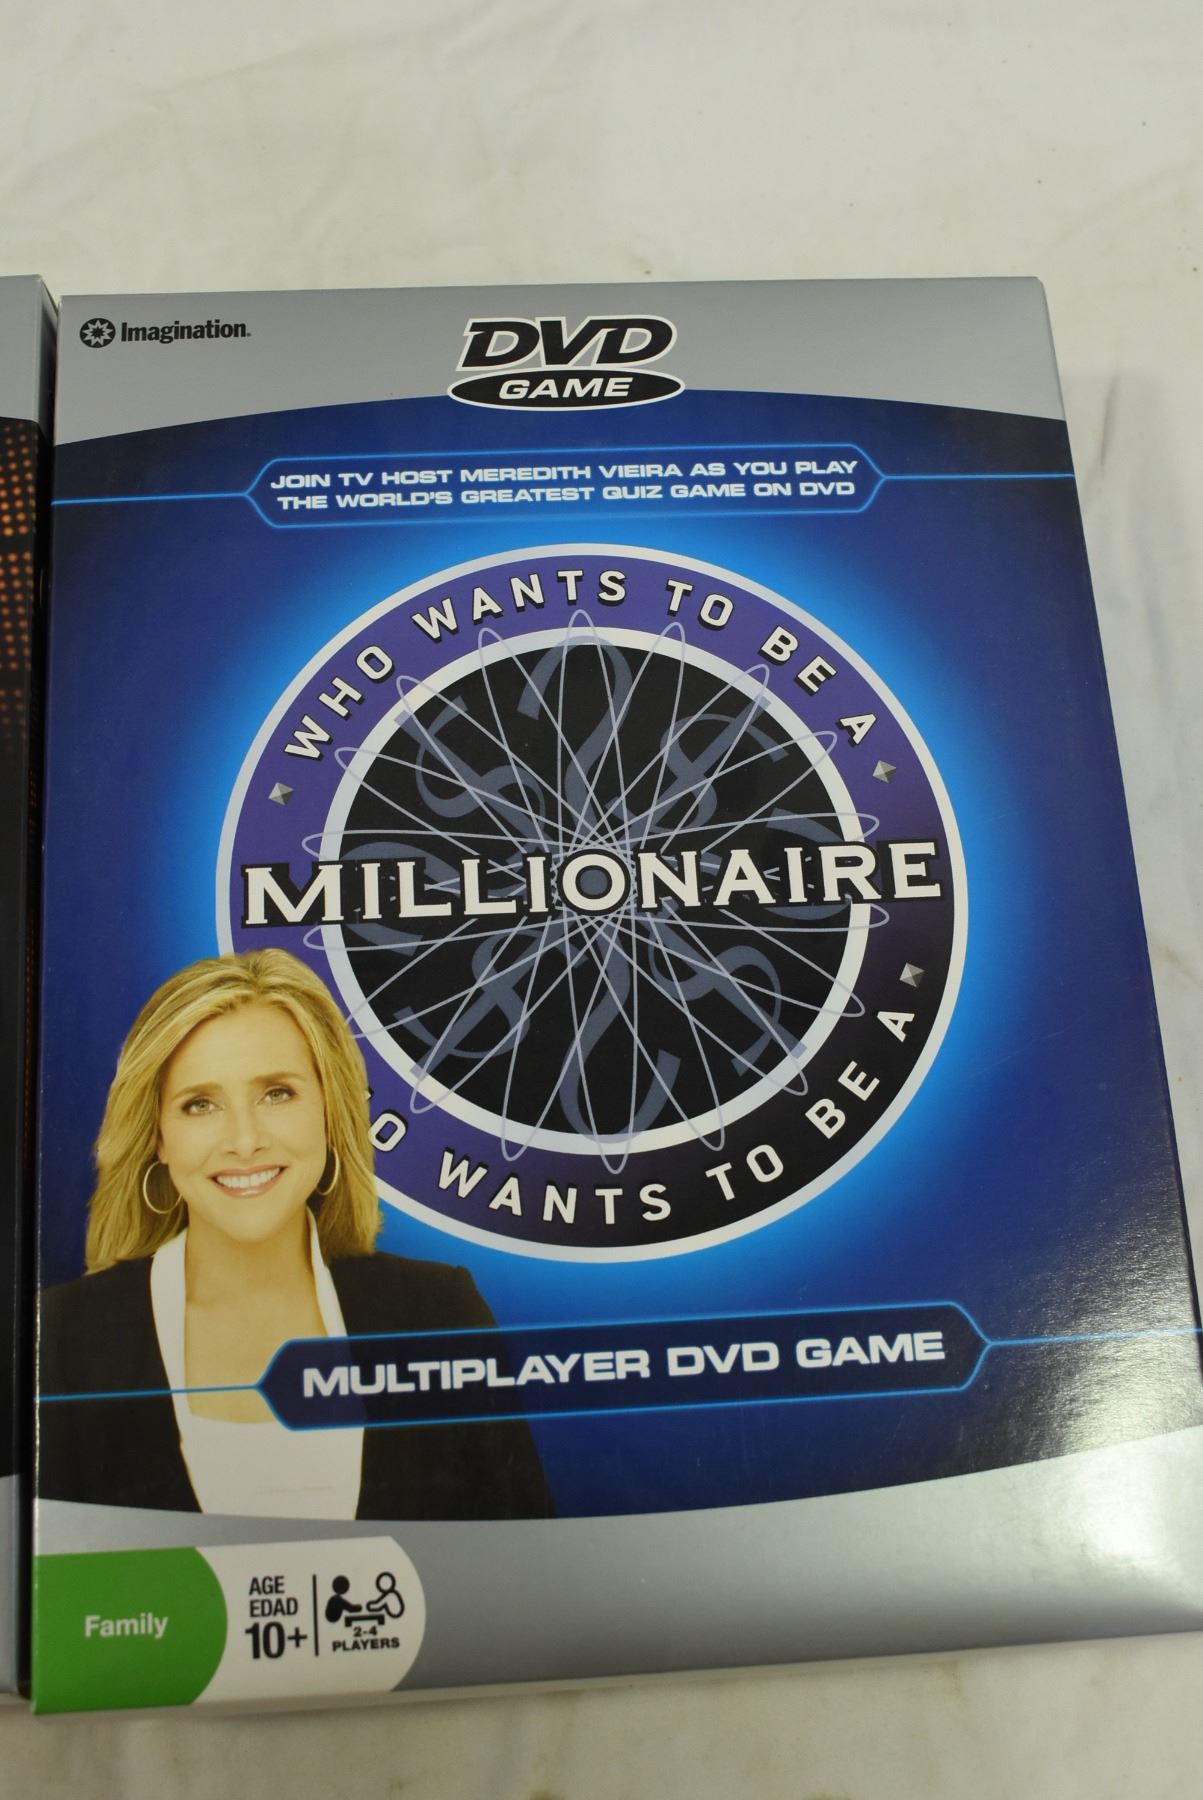 Imagination.
DVD
GAME
JOIN TV HOST MEREDITH VIEIRA AS YOU PLAY
THE WORLD'S GREATEST QUIZ GAME ON DVD
WHO WANTS TO BE A
MILLIONAIRE
O WANTS TO BE A
MULTIPLAYER DVD GAME
Family
AGE
EDAD
10+
2-4
PLAYERS